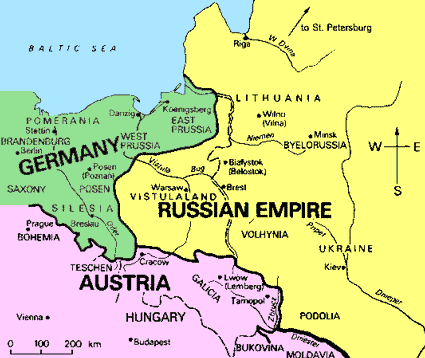 to St. Petersburg
BALTIC SEA
Riga
W. Dvina
LITHUANIA
Koenigsberg
Danzig
EAST
PRUSSIA
POMERANIA
Stettin
WEST
PRUSSIA
BRANDENBURG
Berlin
GERMANY
Wilno
(Vilna)
Niemen
Minsk
BYELORUSSIA
W
E
S
Vistula
Bug
Białystok
(Belostok)
Posen
(Poznań)
POSEN
SAXONY
Warsaw
Brest
VISTULALAND
RUSSIAN EMPIRE
SILESIA
Breslau
Oder
Pripet
VOLHYNIA
UKRAINE
Kiev
Dnieper
Prague
BOHEMIA
TESCHEN
Cracow
AUSTRIA
GALICIA
Lwow
(Lemberg)
Tarnopol
Zbrucz
PODOLIA
Vienna
HUNGARY
Dniester
Budapest
BUKOVINA
MOLDAVIA
0 100 200
km